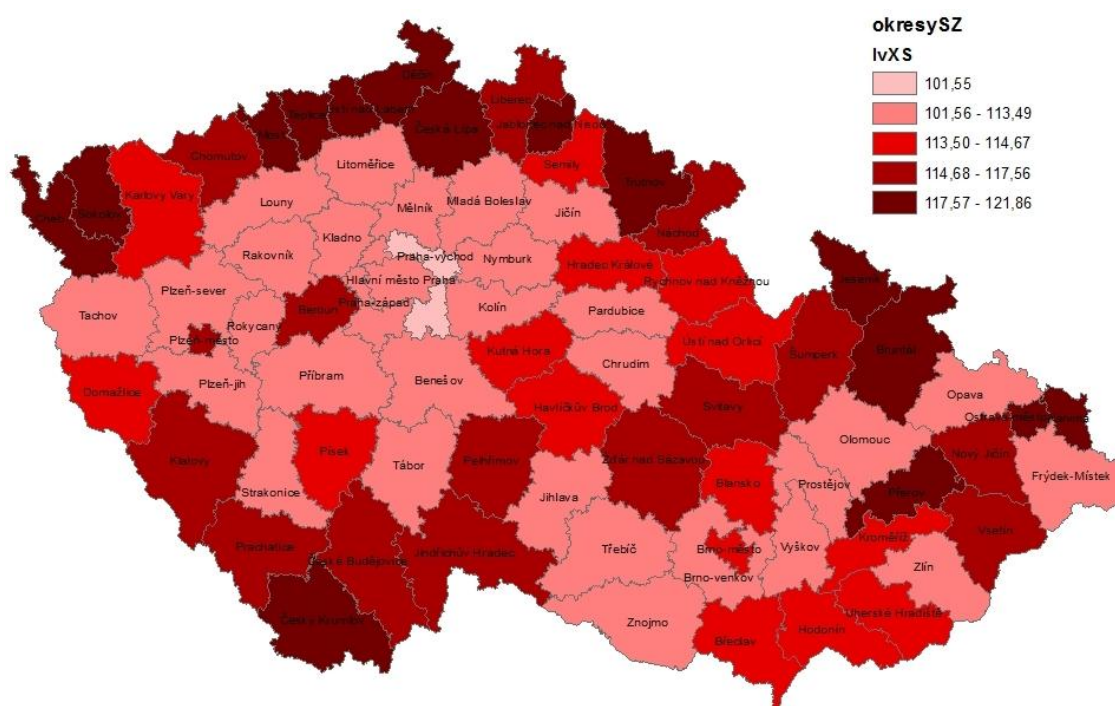 okresySZ
IvXS
101,55
101,56 - 113,49
113,50 - 114,67
114,68 - 117,56
117,57 - 121,86
Děčín
Liberec
Teplice
Most
Česká Lípa
Chomutov
Semily
Litoměřice
Trutnov
Karlovy Vary
Sokolov
Cheb
Louny
Mělník
Mladá Boleslav
Jičín
Náchod
Kladno
Rakovník
Praha-východ
Nymburk
Hradec Králové
Rychnov nad Kněžnou
Hlavní město Praha
Plzeň-sever
Praha-západ
Beroun
Kolín
Pardubice
Tachov
Rokycany
Plzeň-město
Ústí nad Orlicí
Jeseník
Bruntál
Šumperk
Kutná Hora
Chrudim
Příbram
Benešov
Plzeň-jih
Domažlice
Opava
Ostrava-město
Karviná
Havlíčkův Brod
Svitavy
Olomouc
Písek
Klatovy
Tábor
Pelhřimov
Žďár nad Sázavou
Nový Jičín
Frýdek-Místek
Strakonice
Jihlava
Blansko
Prostějov
Přerov
Vsetín
Prachatice
České Budějovice
Jindřichův Hradec
Třebíč
Brno-město
Vyškov
Kroměříž
Brno-venkov
Zlín
Český Krumlov
Znojmo
Uherské Hradiště
Břeclav
Hodonín